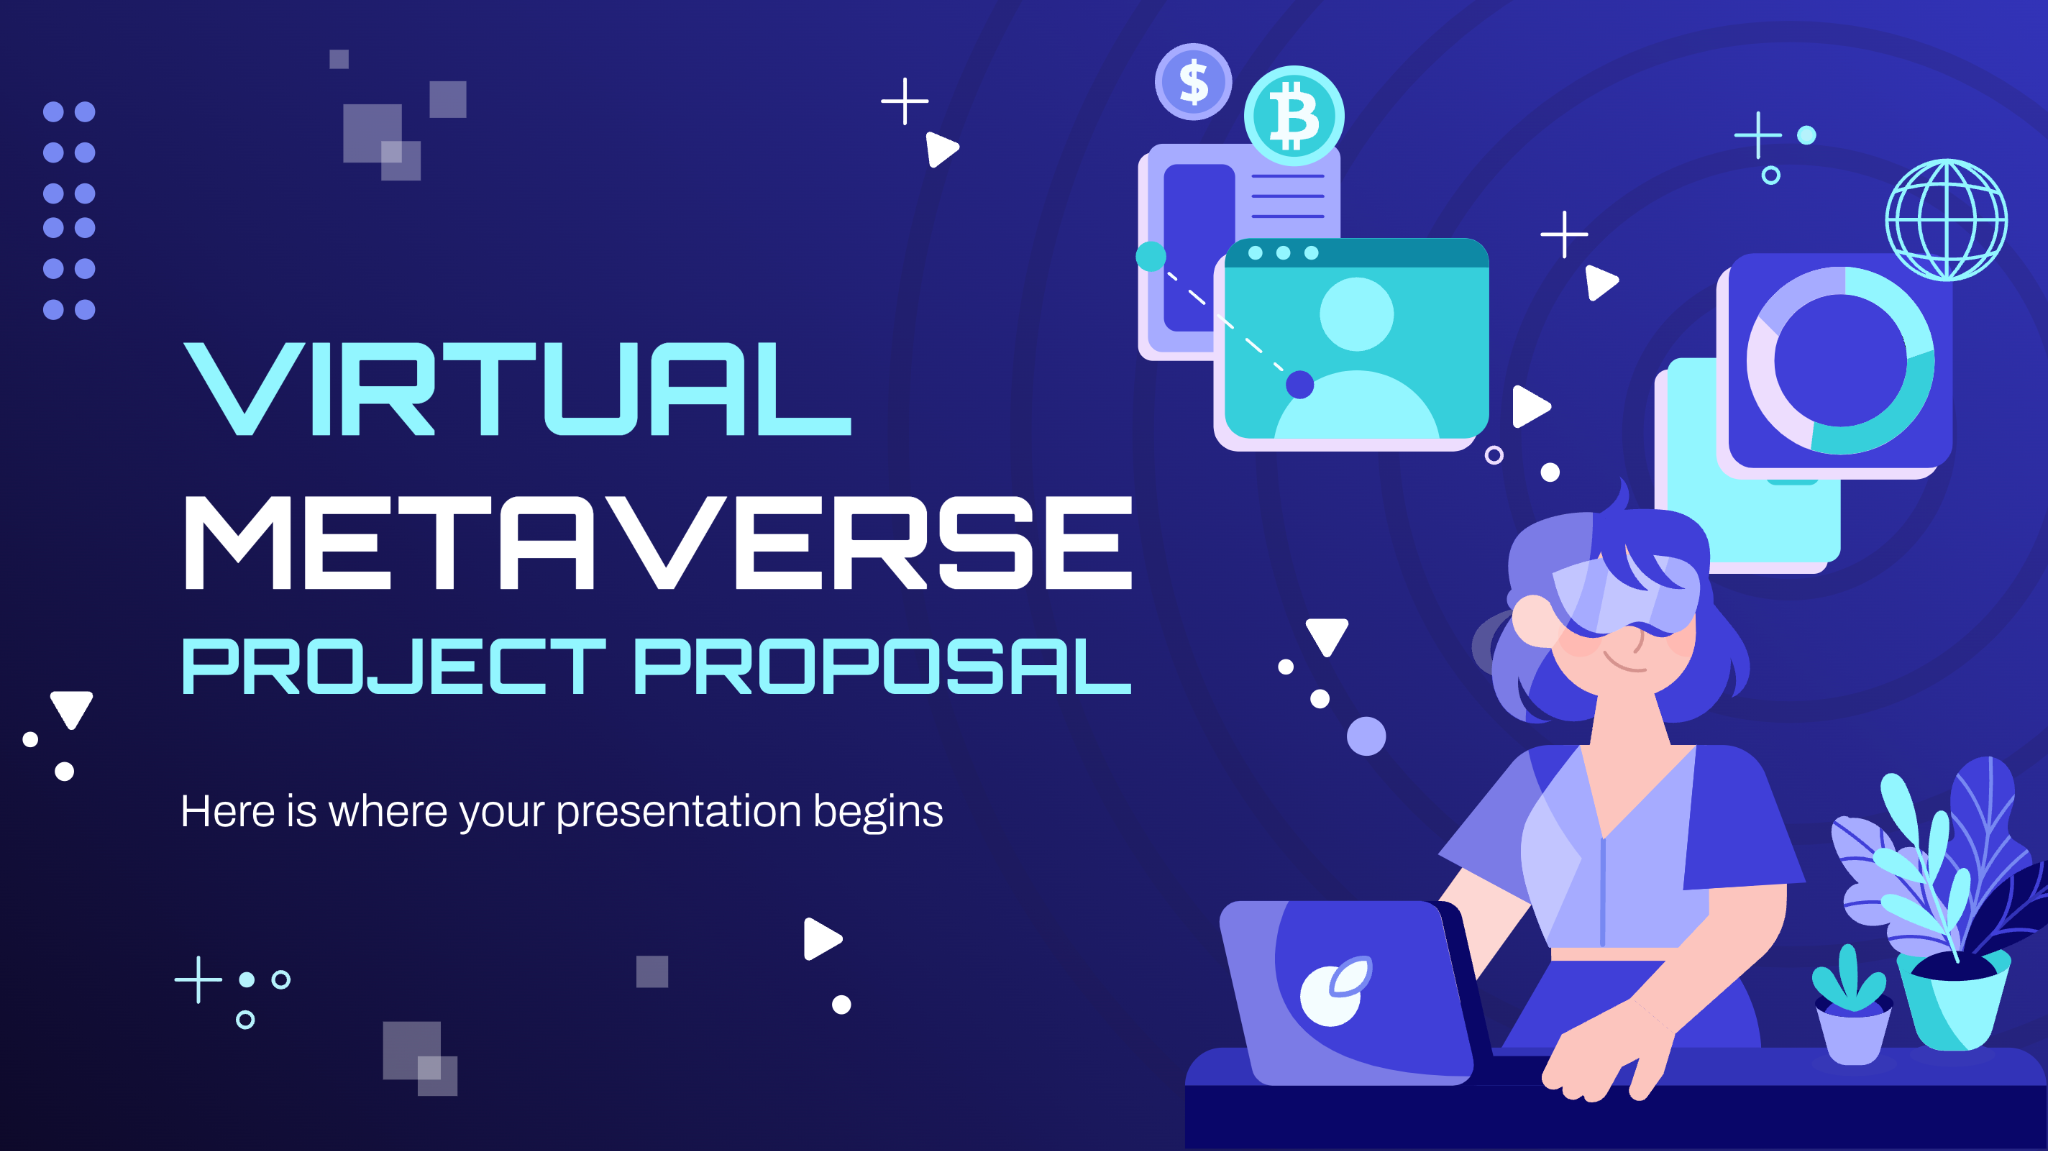 VIRTUAL
METAVERSE
PROJECT PROPOSAL
Here is where your presentation begins
$
₿